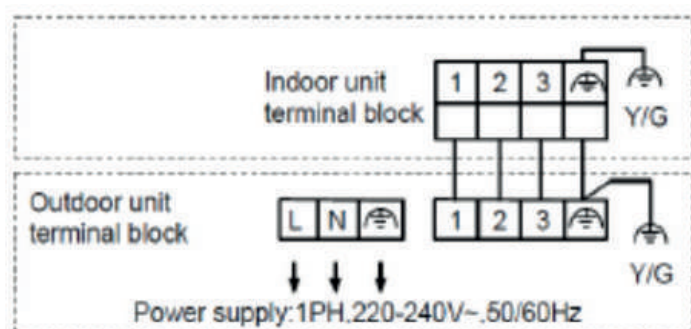 Indoor unit
terminal block
1 2 3
Y/G
Outdoor unit
terminal block
L N
1 2 3
Y/G
Power supply:1PH,220-240V~,50/60Hz